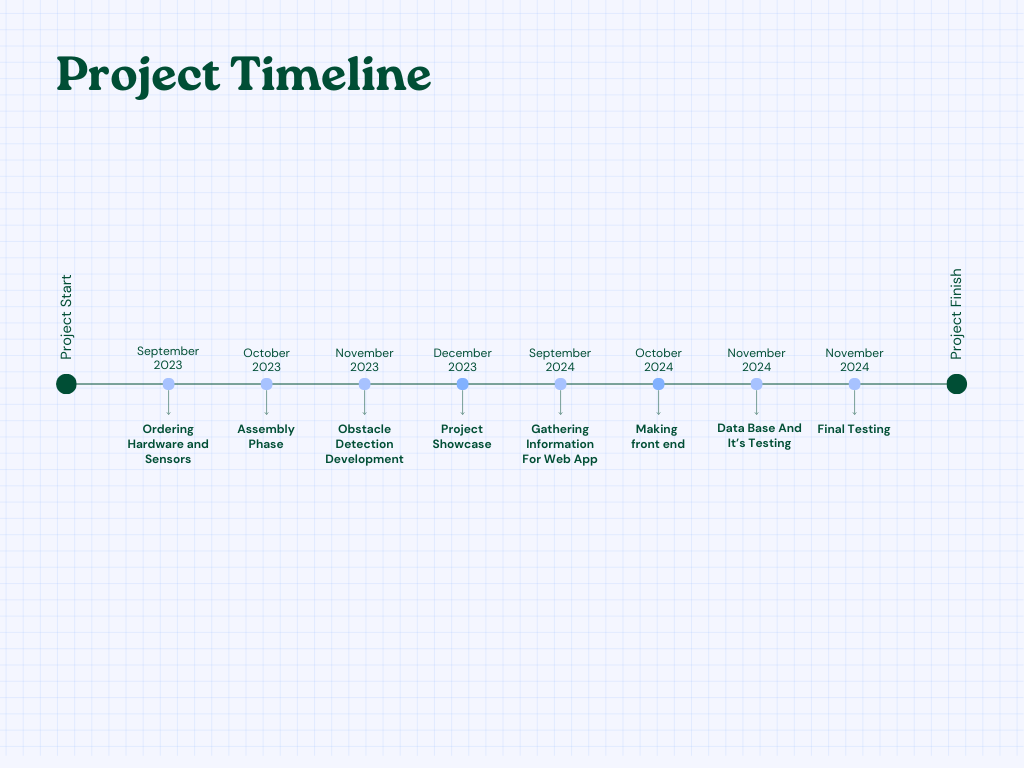 Project Timeline
Project Start
Project Finish
September
2023
October
2023
November
2023
December
2023
September
2024
October
2024
November
2024
November
2024
Ordering
Hardware and
Sensors
Assembly
Phase
Obstacle
Detection
Development
Project
Showcase
Gathering
Information
For Web App
Making
front end
Data Base And
It's Testing
Final Testing